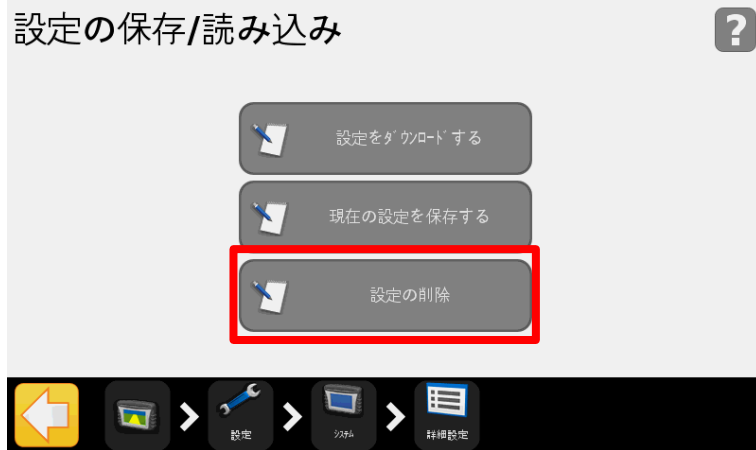 設定の保存/読み込み
?
設定をﾀﾞｳﾝﾛｰﾄﾞする
現在の設定を保存する
設定の削除
設定
ｼｽﾃﾑ
詳細設定